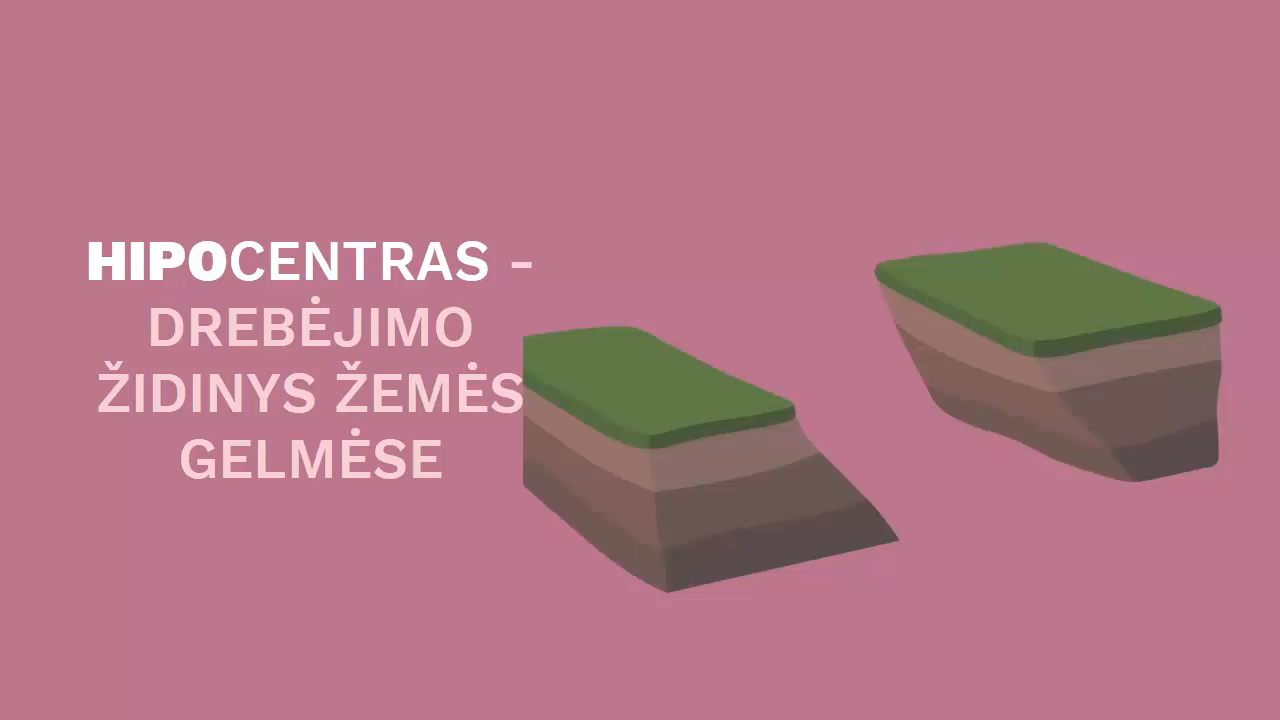 HIPOCENTRAS -
DREBĖJIMO
ŽIDINYS ŽEMĖS
GELMĖSE